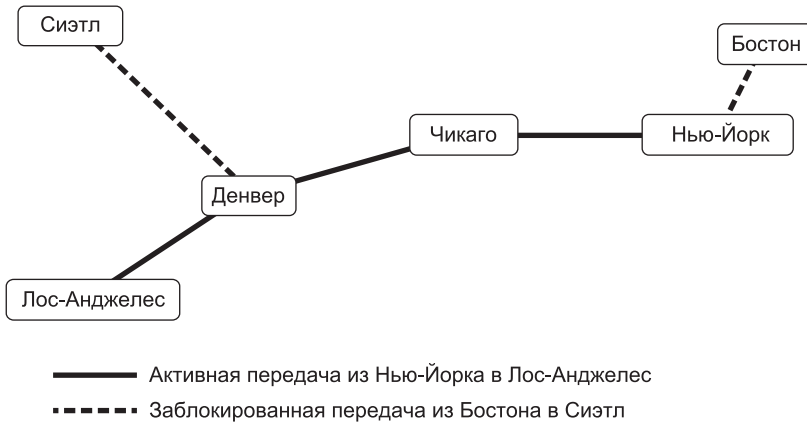 Сиэтл
Бостон
Чикаго
Нью-Йорк
Денвер
Лос-Анджелес
Активная передача из Нью-Йорка в Лос-Анджелес
Заблокированная передача из Бостона в Сиэтл